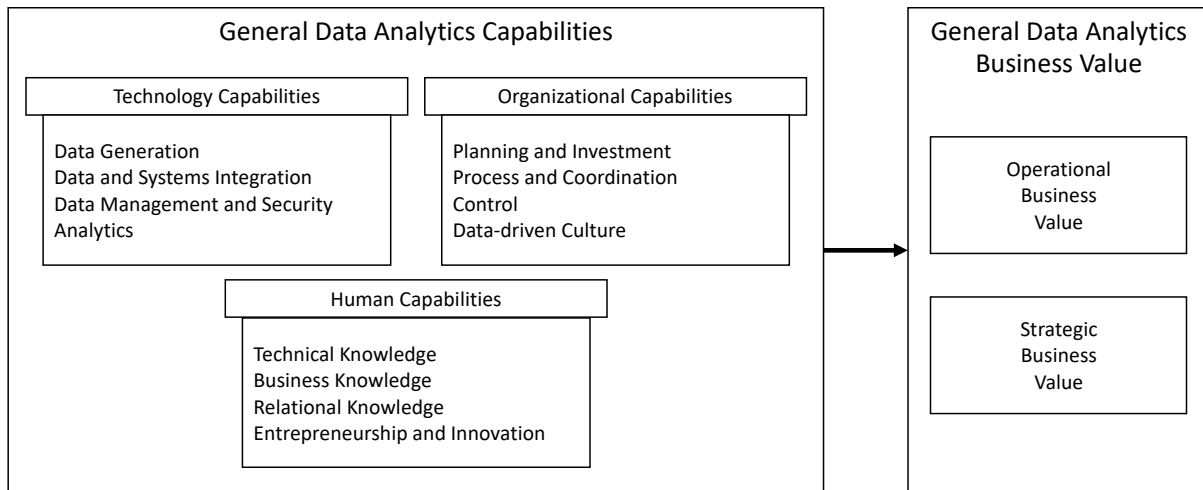 General Data Analytics Capabilities
Technology Capabilities
Data Generation
Data and Systems Integration
Data Management and Security
Analytics
Organizational Capabilities
Planning and Investment
Process and Coordination
Control
Data-driven Culture
Human Capabilities
Technical Knowledge
Business Knowledge
Relational Knowledge
Entrepreneurship and Innovation
General Data Analytics
Business Value
Operational
Business
Value
Strategic
Business
Value